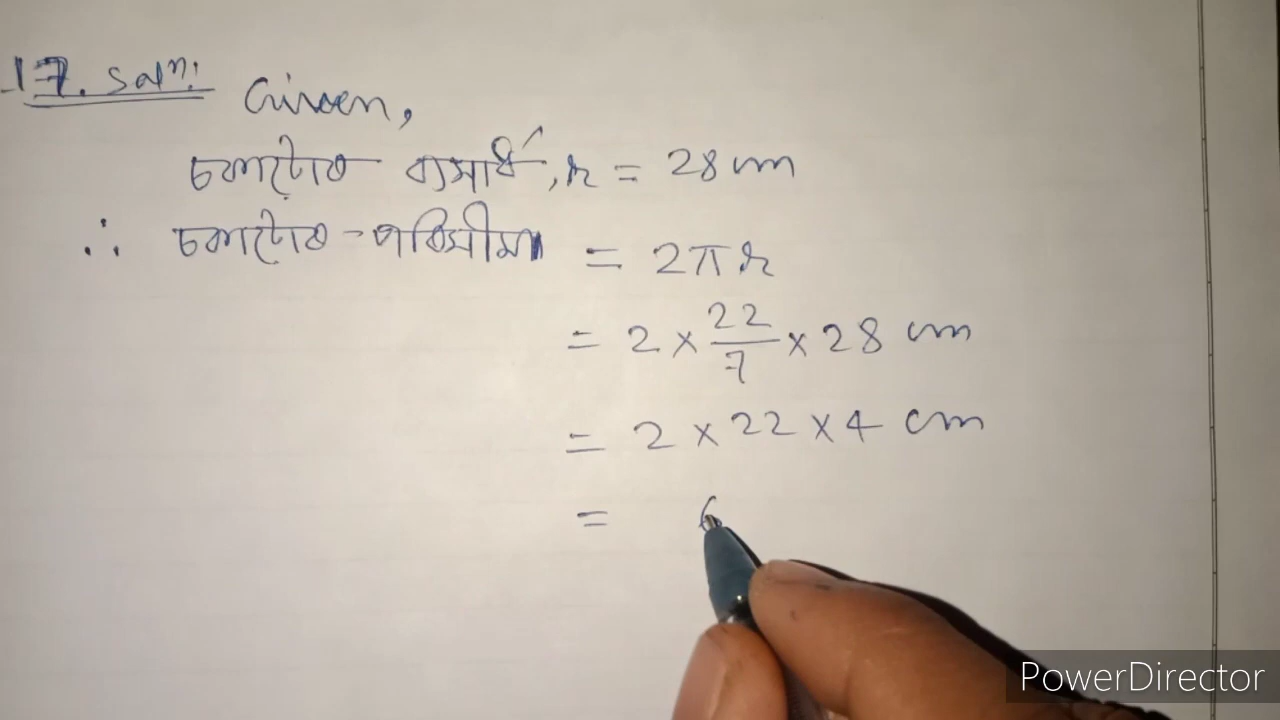 17. Solⁿ: Given,
চকাটোৰ ব্যসাৰ্ধ, r = 28 cm
∴ চকাটোৰ পৰিসীমা = 2πr
= 2 × 22/7 × 28 cm
= 2 × 22 × 4 cm
=
PowerDirector